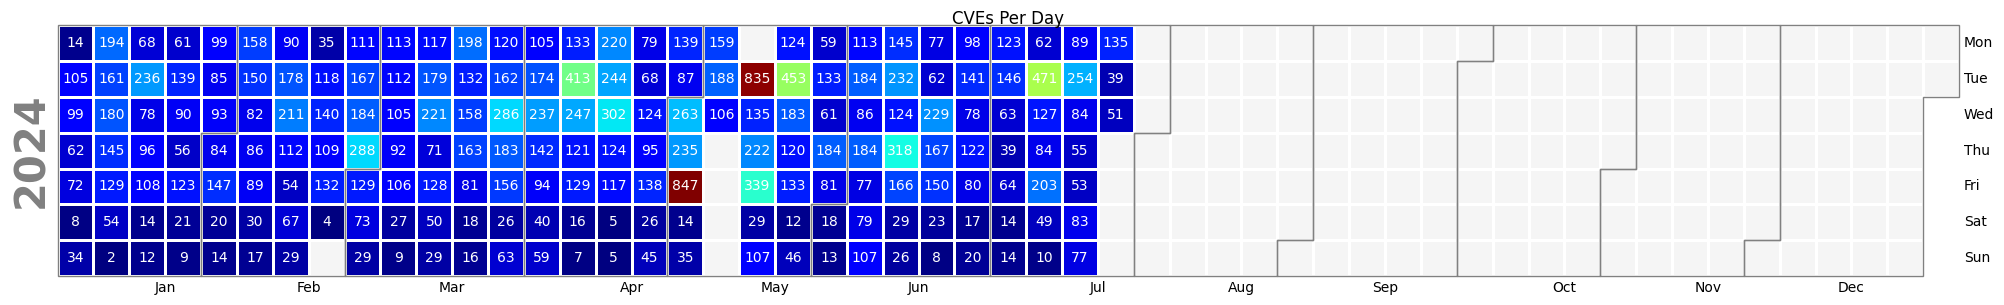 CVEs Per Day
2024
14 194 68 61 99 158 90 35 111 113 117 198 120 105 133 220 79 139 159 124 59 113 145 77 98 123 62 89 135 Mon
105 161 236 139 85 150 178 118 167 112 179 132 162 174 413 244 68 87 188 835 453 133 184 232 62 141 146 471 254 39 Tue
99 180 78 90 93 82 211 140 184 105 221 158 286 237 247 302 124 263 106 135 183 61 86 124 229 78 63 127 84 51 Wed
62 145 96 56 84 86 112 109 288 92 71 163 183 142 121 124 95 235 222 120 184 184 318 167 122 39 84 55 Thu
72 129 108 123 147 89 54 132 129 106 128 81 156 94 129 117 138 847 339 133 81 77 166 150 80 64 203 53 Fri
8 54 14 21 20 30 67 4 73 27 50 18 26 40 16 5 26 14 29 12 18 79 29 23 17 14 49 83 Sat
34 2 12 9 14 17 29 29 9 29 16 63 59 7 5 45 35 107 46 13 107 26 8 20 14 10 77 Sun
Jan Feb Mar Apr May Jun Jul Aug Sep Oct Nov Dec